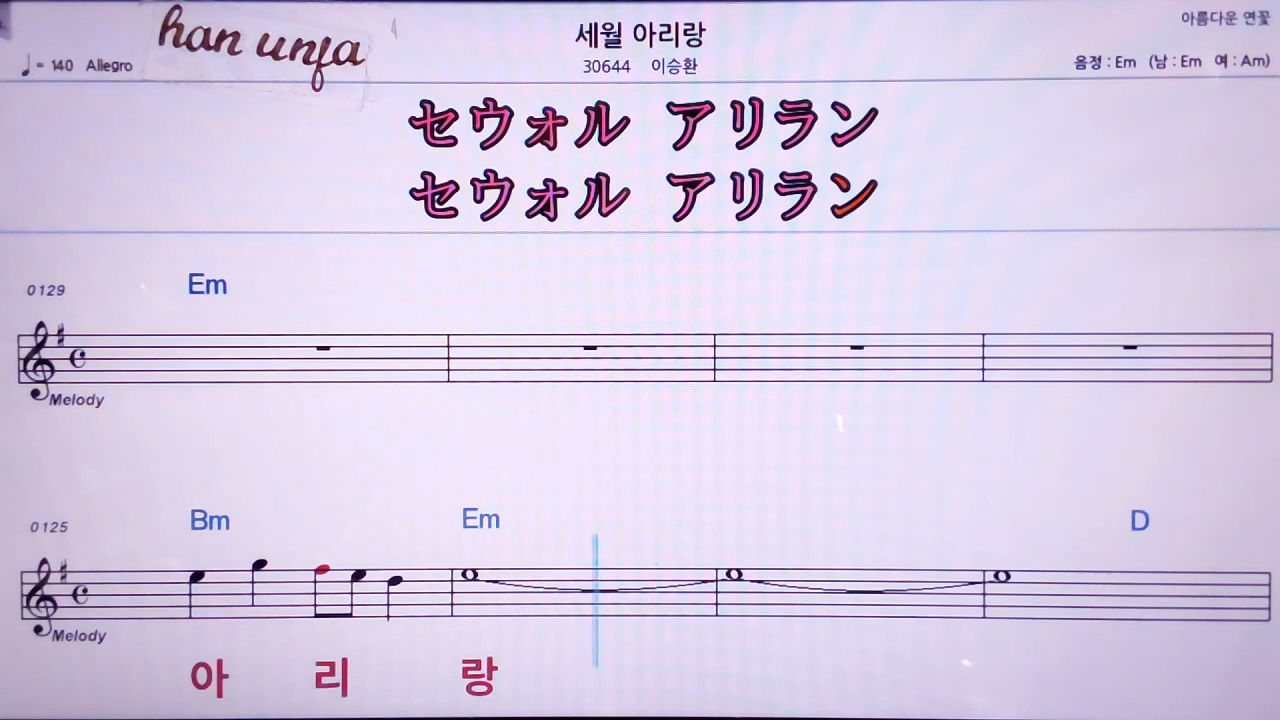 han unfa
세월 아리랑
아름다운 연꽃
♩= 140 Allegro
30644 이승환
음정 : Em (남 : Em 여 : Am)
セウォル アリラン
セウォル アリラン
0129
Em
Melody
0125
Bm Em D
Melody
아 리 랑